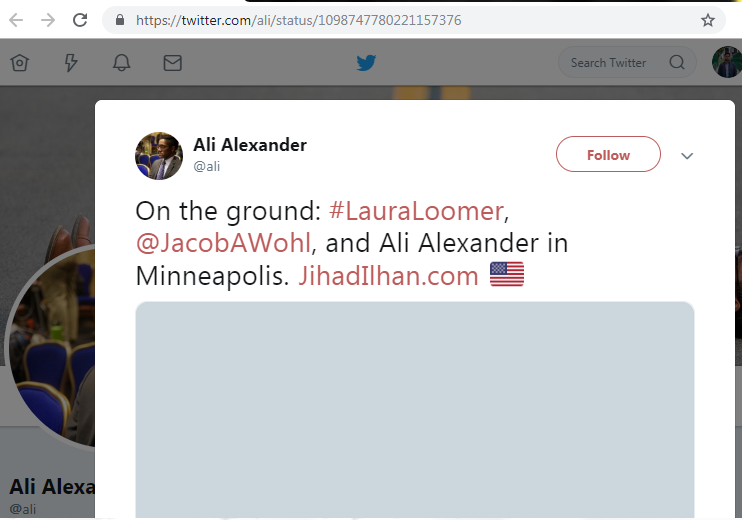 https://twitter.com/ali/status/1098747780221157376
Search Twitter
Ali Alexander
@ali
Follow
On the ground: #LauraLoomer,
@JacobAWohl, and Ali Alexander in
Minneapolis. JihadIlhan.com
Ali Alexa
@ali